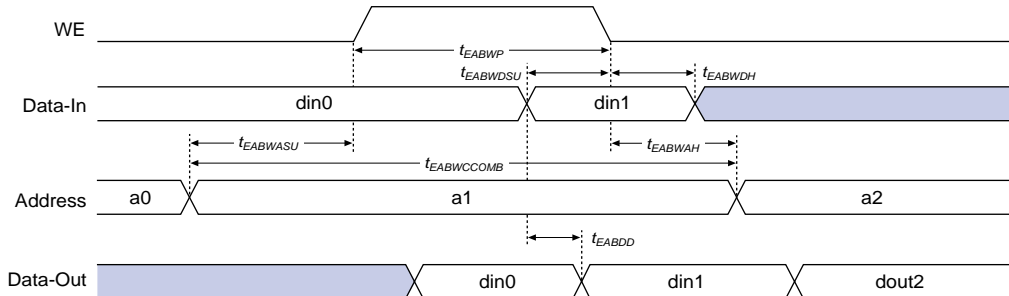 WE
tEABWP
tEABWDSU
tEABWDH
Data-In
din0
din1
tEABWASU
tEABWAH
tEABWCCOMB
Address
a0
a1
a2
tEABDD
Data-Out
din0
din1
dout2